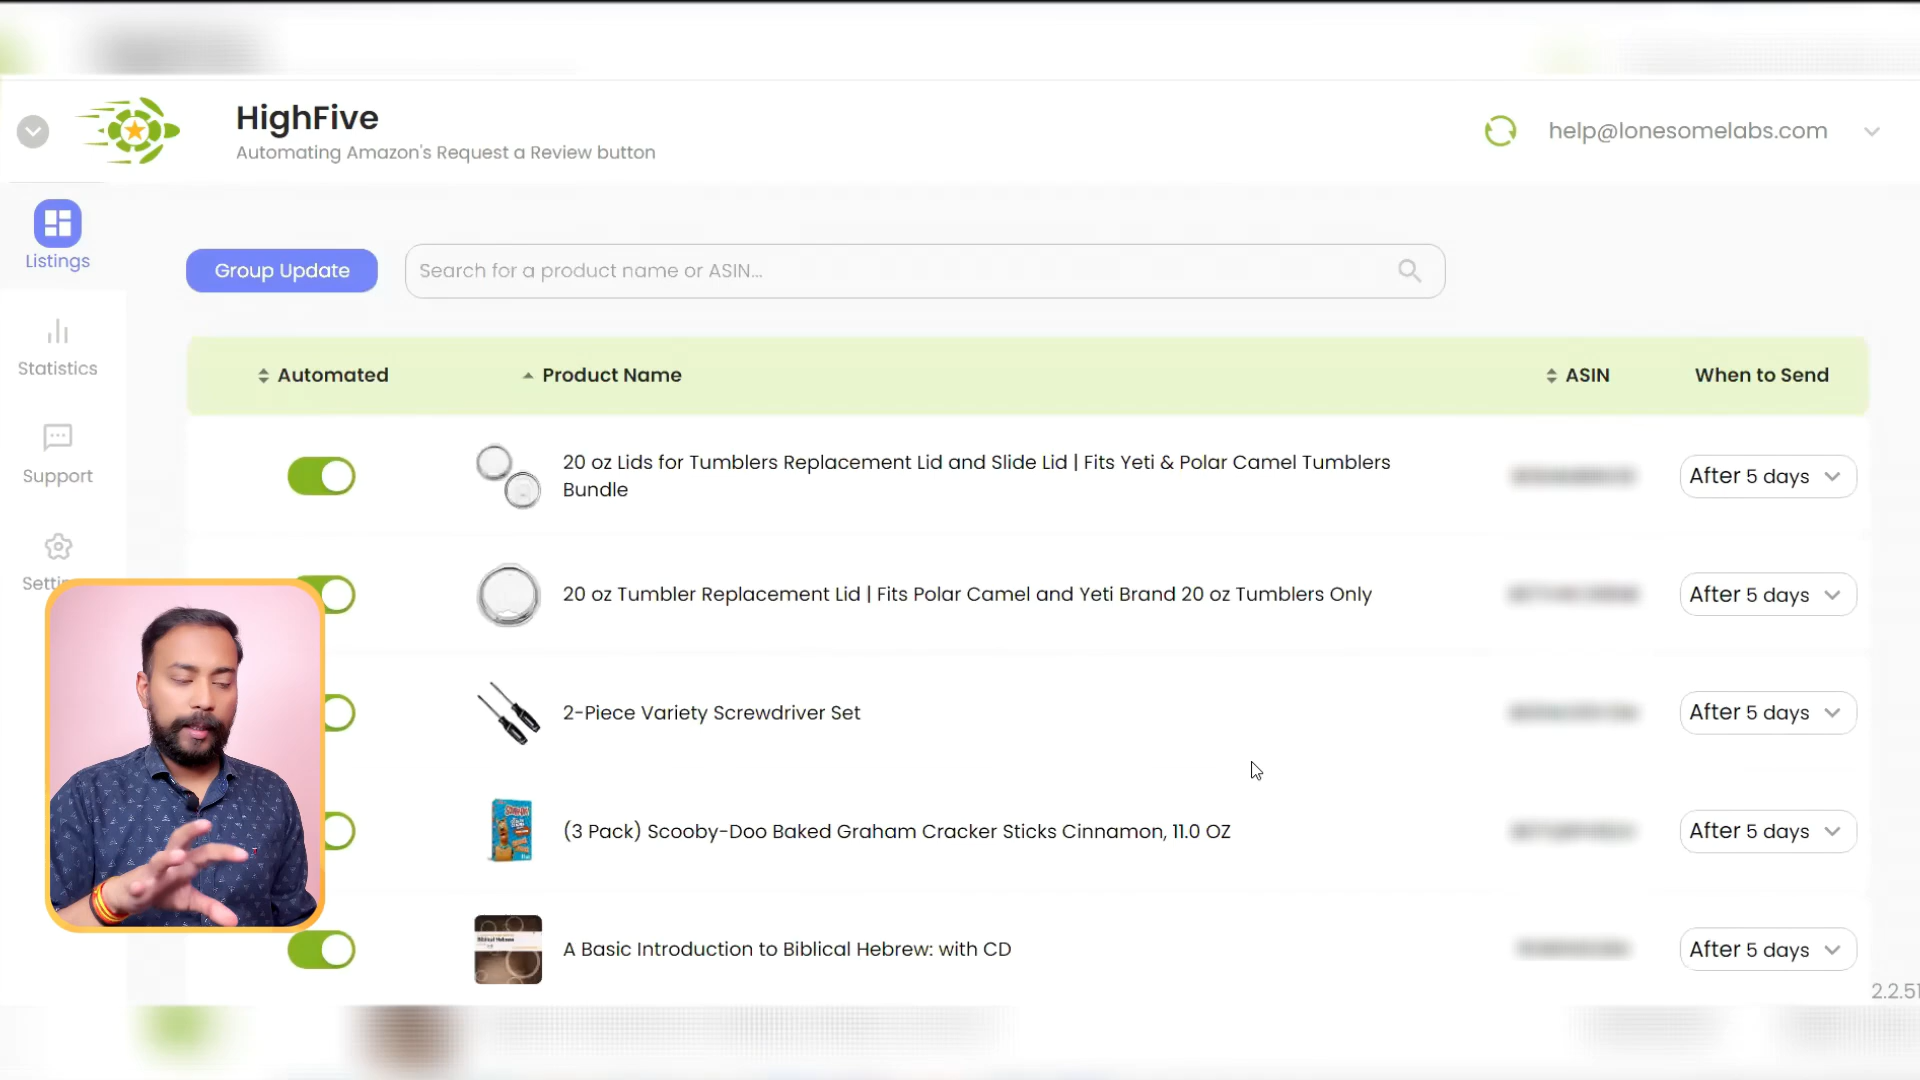 HighFive
Automating Amazon's Request a Review button
help@lonesomelabs.com
Listings
Group Update
Search for a product name or ASIN...
Statistics
Support
Automated
Product Name
ASIN
When to Send
20 oz Lids for Tumblers Replacement Lid and Slide Lid | Fits Yeti & Polar Camel Tumblers
Bundle
After 5 days
20 oz Tumbler Replacement Lid | Fits Polar Camel and Yeti Brand 20 oz Tumblers Only
After 5 days
2-Piece Variety Screwdriver Set
After 5 days
(3 Pack) Scooby-Doo Baked Graham Cracker Sticks Cinnamon, 11.0 OZ
After 5 days
A Basic Introduction to Biblical Hebrew: with CD
After 5 days
2.2.51